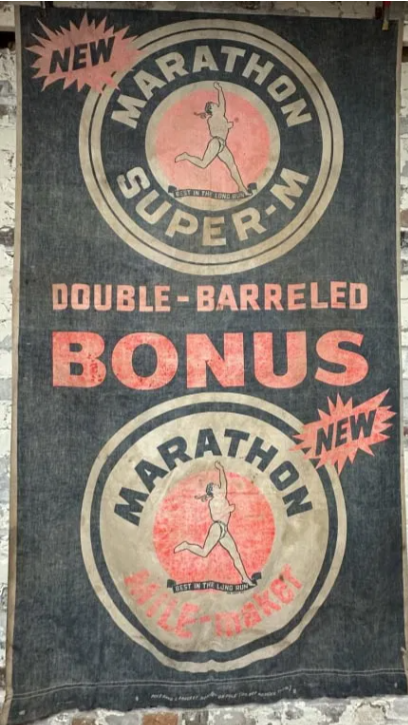 NEW
MARATHON
BEST IN THE LONG RUN
SUPER-M
DOUBLE-BARRELED
BONUS
NEW
MARATHON
BEST IN THE LONG RUN
MILE-maker